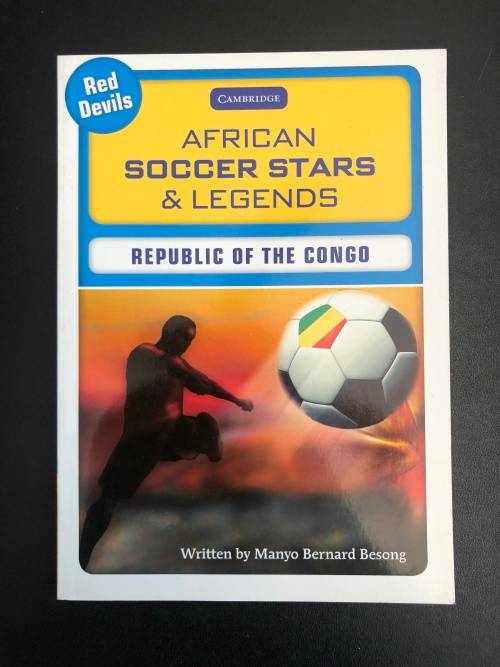 Red
Devils
CAMBRIDGE
AFRICAN
SOCCER STARS
& LEGENDS
REPUBLIC OF THE CONGO
Written by Manyo Bernard Besong